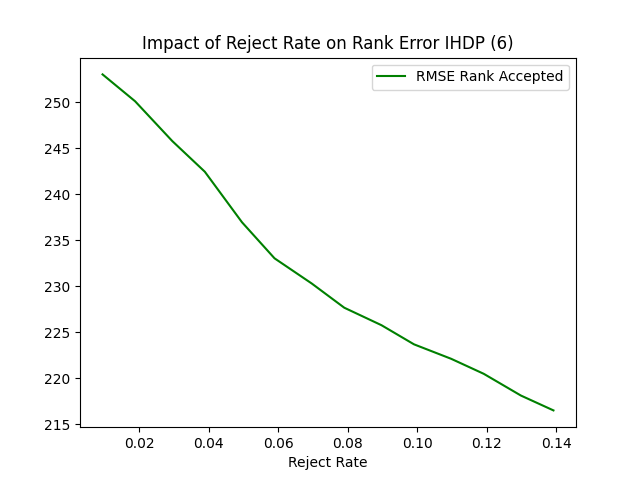 Impact of Reject Rate on Rank Error IHDP (6)
RMSE Rank Accepted
250
245
240
235
230
225
220
215
0.02 0.04 0.06 0.08 0.10 0.12 0.14
Reject Rate